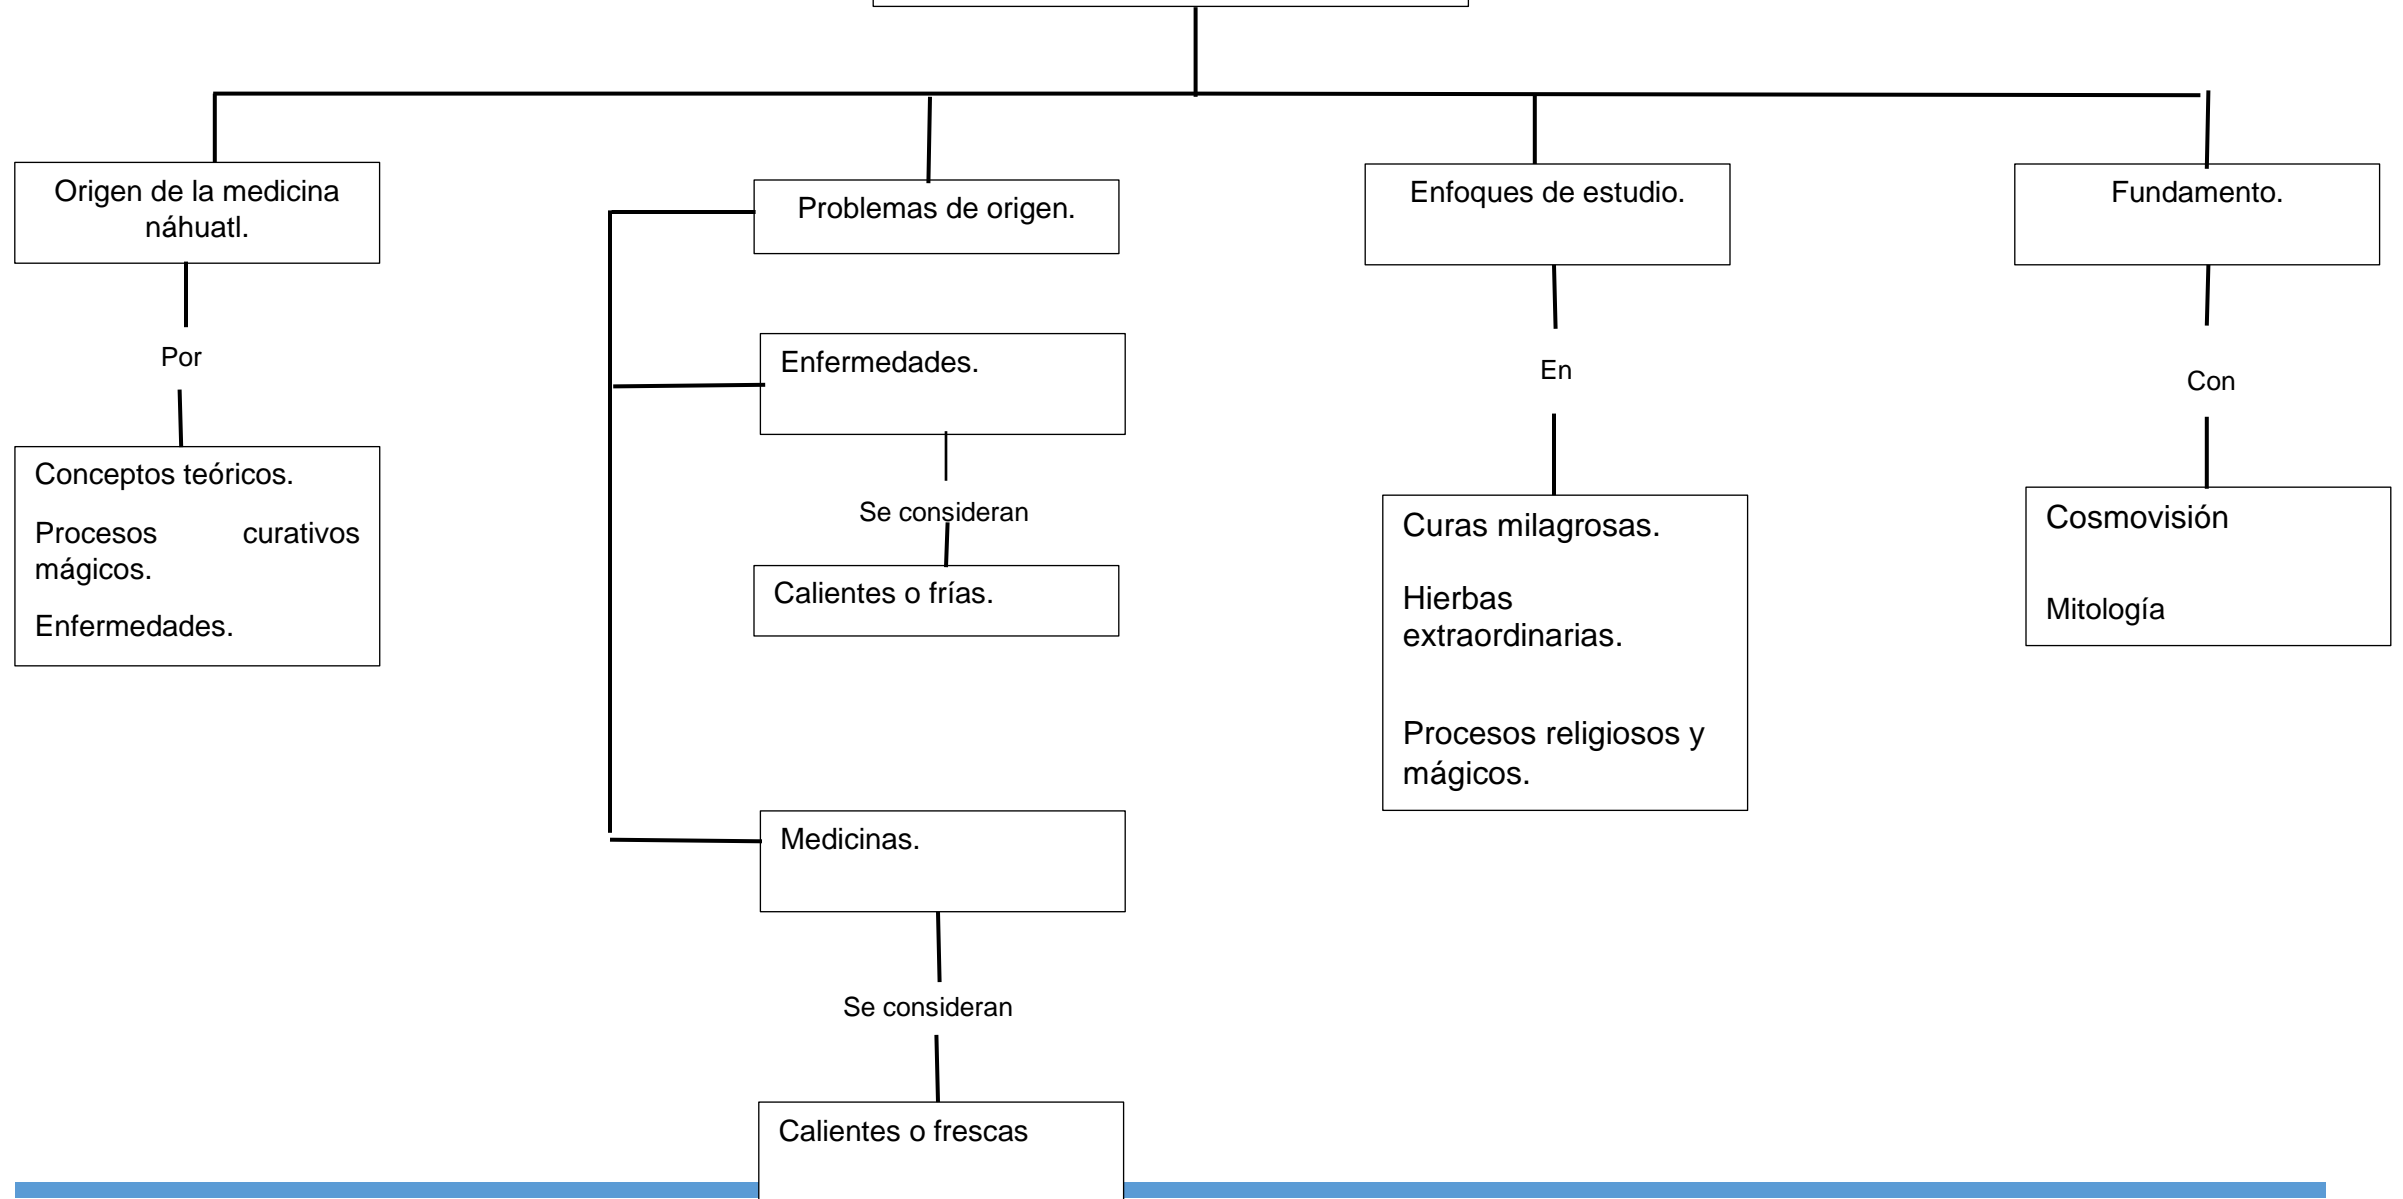 Origen de la medicina
náhuatl.
Por
Conceptos teóricos.
Procesos curativos
mágicos.
Enfermedades.
Problemas de origen.
Enfermedades.
Se consideran
Calientes o frías.
Medicinas.
Se consideran
Calientes o frescas
Enfoques de estudio.
En
Curas milagrosas.
Hierbas
extraordinarias.
Procesos religiosos y
mágicos.
Fundamento.
Con
Cosmovisión
Mitología